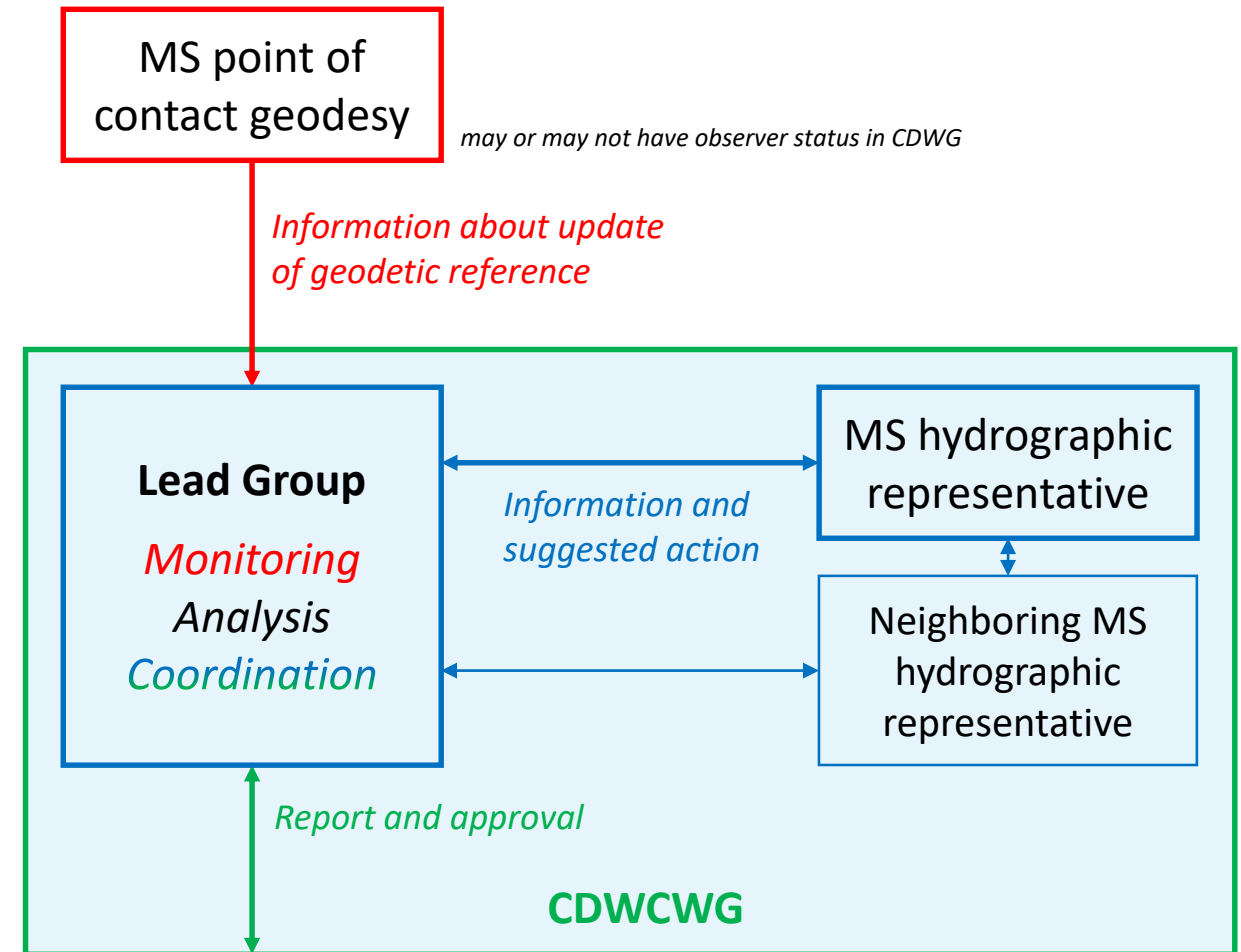 MS point of
contact geodesy
may or may not have observer status in CDWG
Information about update
of geodetic reference
Lead Group
Monitoring
Analysis
Coordination
Information and
suggested action
MS hydrographic
representative
Neighboring MS
hydrographic
representative
Report and approval
CDWCWG